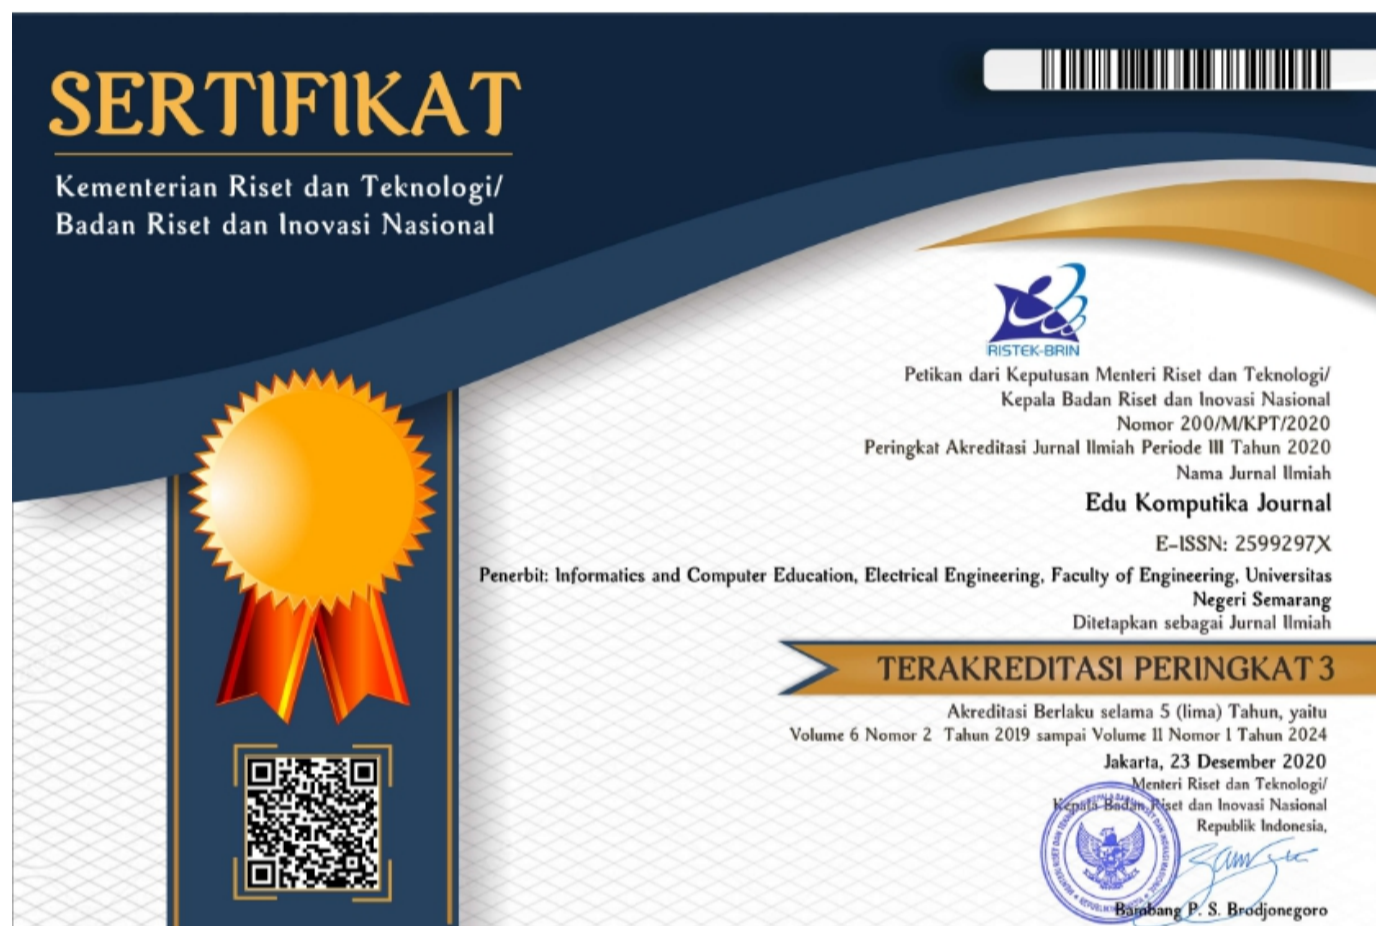 SERTIFIKAT
Kementerian Riset dan Teknologi/
Badan Riset dan Inovasi Nasional
RISTEK-BRIN
Petikan dari Keputusan Menteri Riset dan Teknologi/
Kepala Badan Riset dan Inovasi Nasional
Nomor 200/M/KPT/2020
Peringkat Akreditasi Jurnal Ilmiah Periode III Tahun 2020
Nama Jurnal Ilmiah
Edu Komputika Journal
E-ISSN: 2599297X
Penerbit: Informatics and Computer Education, Electrical Engineering, Faculty of Engineering, Universitas
Negeri Semarang
Ditetapkan sebagai Jurnal Ilmiah
TERAKREDITASI PERINGKAT 3
Akreditasi Berlaku selama 5 (lima) Tahun, yaitu
Volume 6 Nomor 2 Tahun 2019 sampai Volume 11 Nomor 1 Tahun 2024
Jakarta, 23 Desember 2020
Menteri Riset dan Teknologi/
Kepala Badan Riset dan Inovasi Nasional
Republik Indonesia,
Bambang P. S. Brodjonegoro